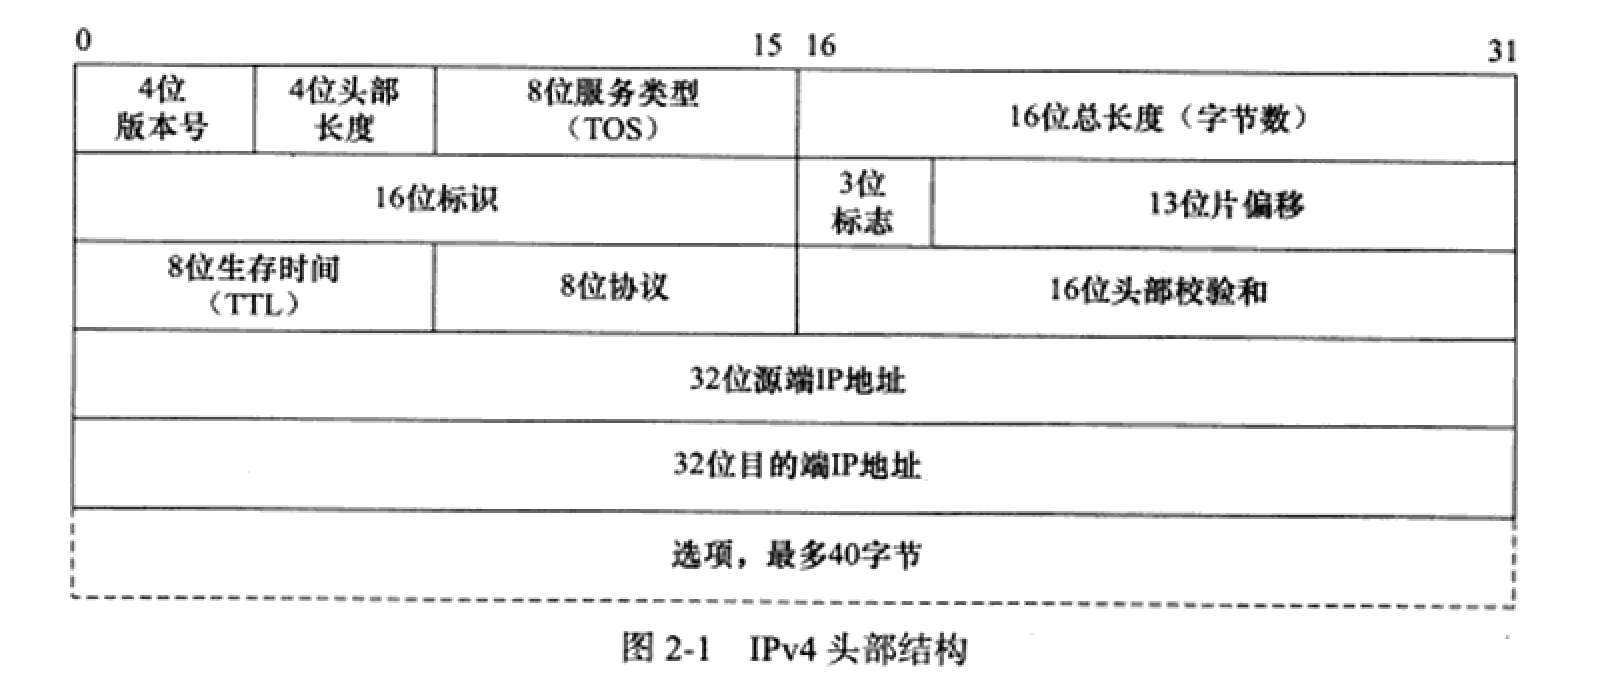 0 15 16 31
4位
版本号
4位头部
长度
8位服务类型
（TOS）
16位总长度（字节数）
16位标识
3位
标志
13位片偏移
8位生存时间
（TTL）
8位协议
16位头部校验和
32位源端IP地址
32位目的端IP地址
选项，最多40字节
图 2-1 IPv4 头部结构